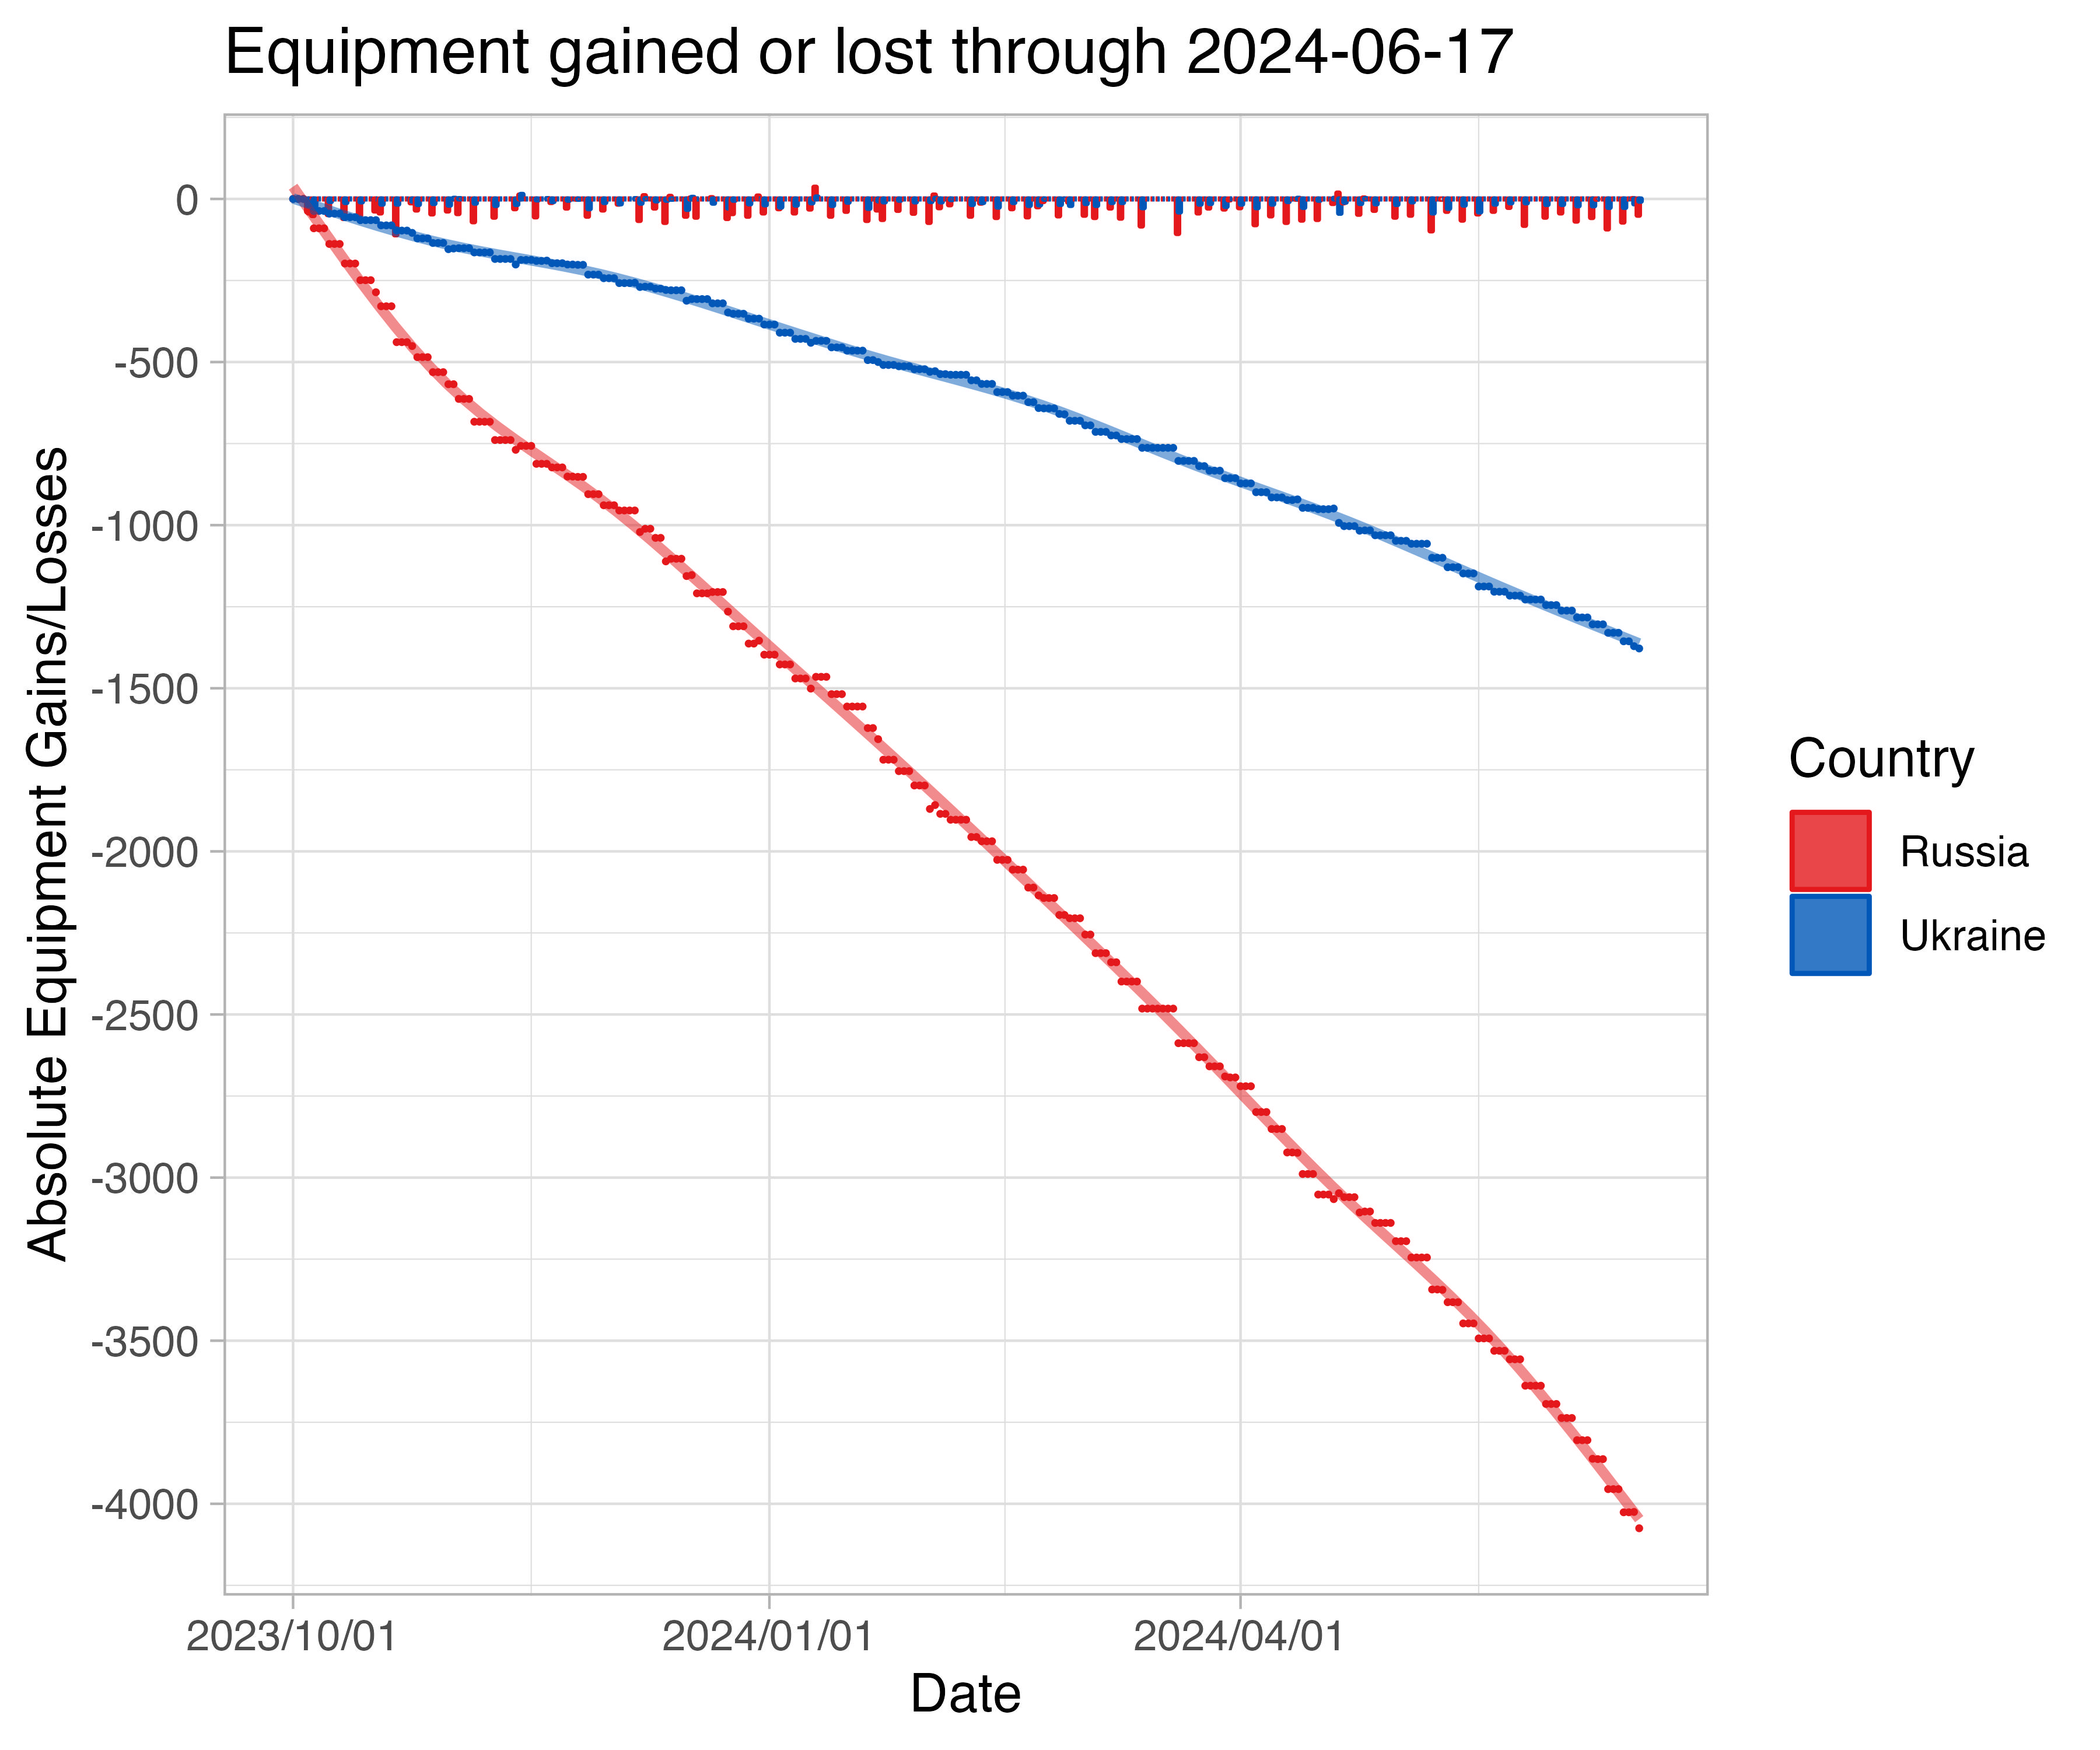 Equipment gained or lost through 2024-06-17
Absolute Equipment Gains/Losses
0
-500
-1000
-1500
-2000
-2500
-3000
-3500
-4000
2023/10/01
2024/01/01
2024/04/01
Date
Country
Russia
Ukraine